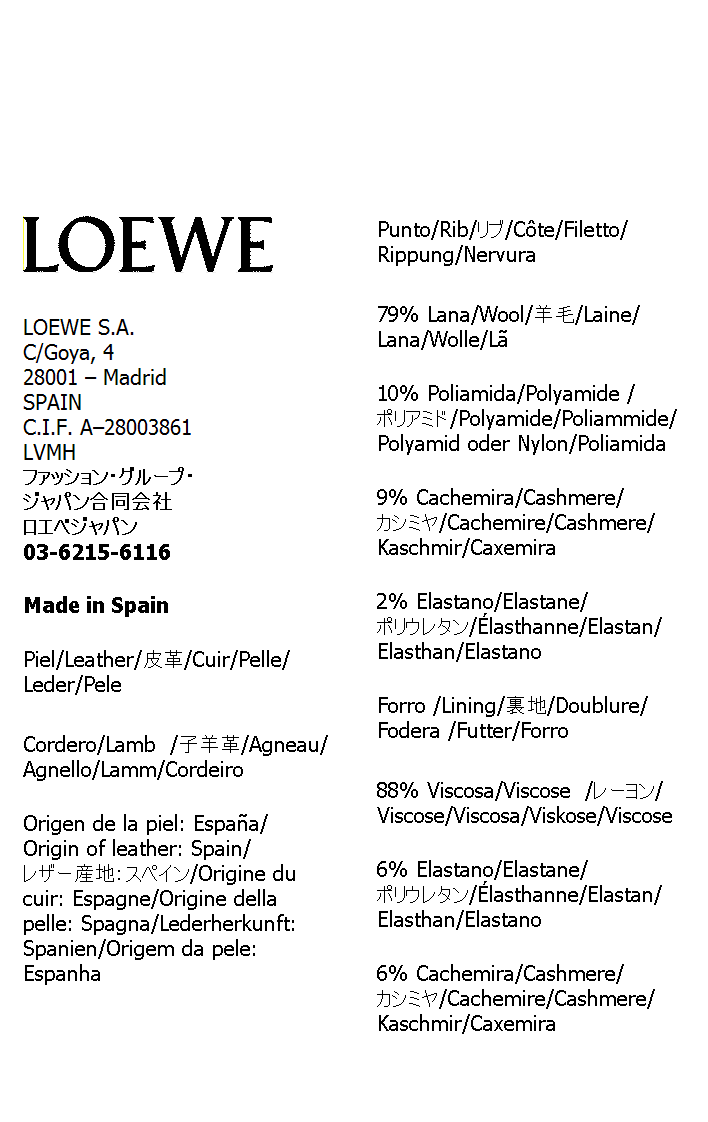 LOEWE
LOEWE S.A.
C/Goya, 4
28001 – Madrid
SPAIN
C.I.F. A–28003861
LVMH
ファッション・グループ・
ジャパン合同会社
ロエベジャパン
03-6215-6116
Made in Spain
Piel/Leather/皮革/Cuir/Pelle/
Leder/Pele
Cordero/Lamb /子羊革/Agneau/
Agnello/Lamm/Cordeiro
Origen de la piel: España/
Origin of leather: Spain/
レザー産地：スペイン/Origine du
cuir: Espagne/Origine della
pelle: Spagna/Lederherkunft:
Spanien/Origem da pele:
Espanha
Punto/Rib/リブ/Côte/Filetto/
Rippung/Nervura
79% Lana/Wool/羊毛/Laine/
Lana/Wolle/Lã
10% Poliamida/Polyamide /
ポリアミド/Polyamide/Poliammide/
Polyamid oder Nylon/Poliamida
9% Cachemira/Cashmere/
カシミヤ/Cachemire/Cashmere/
Kaschmir/Caxemira
2% Elastano/Elastane/
ポリウレタン/Élasthanne/Elastan/
Elasthan/Elastano
Forro /Lining/裏地/Doublure/
Fodera /Futter/Forro
88% Viscosa/Viscose /レーヨン/
Viscose/Viscosa/Viskose/Viscose
6% Elastano/Elastane/
ポリウレタン/Élasthanne/Elastan/
Elasthan/Elastano
6% Cachemira/Cashmere/
カシミヤ/Cachemire/Cashmere/
Kaschmir/Caxemira